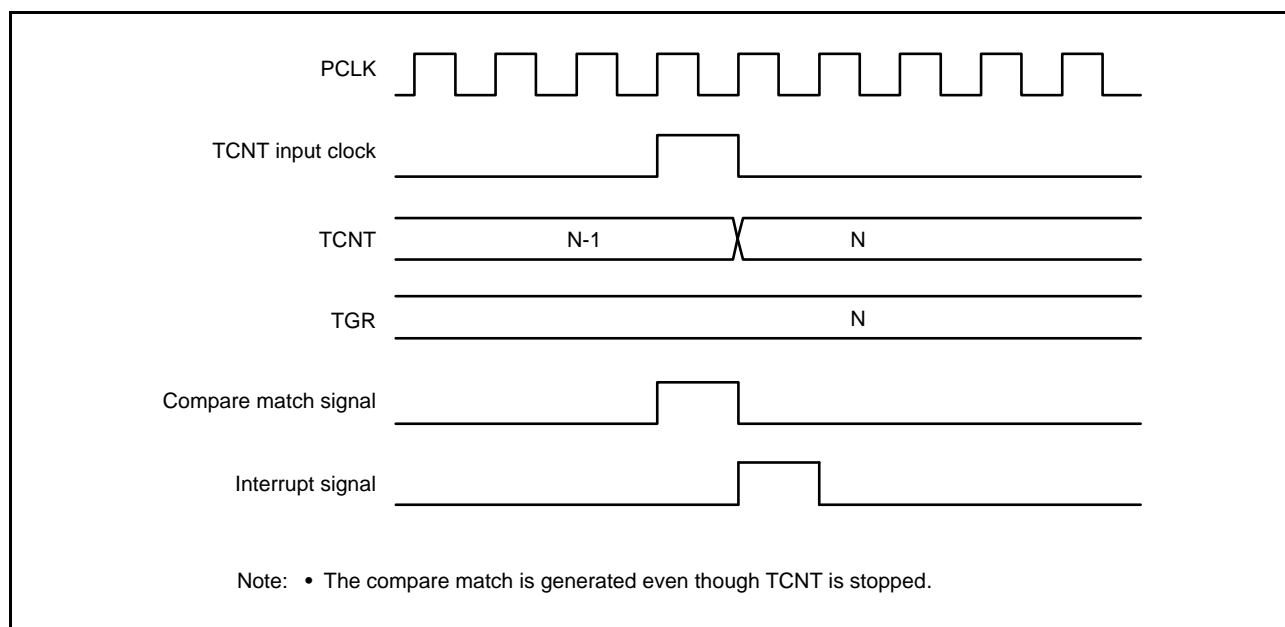 PCLK
TCNT input clock
TCNT
N-1
N
TGR
N
Compare match signal
Interrupt signal
Note: • The compare match is generated even though TCNT is stopped.